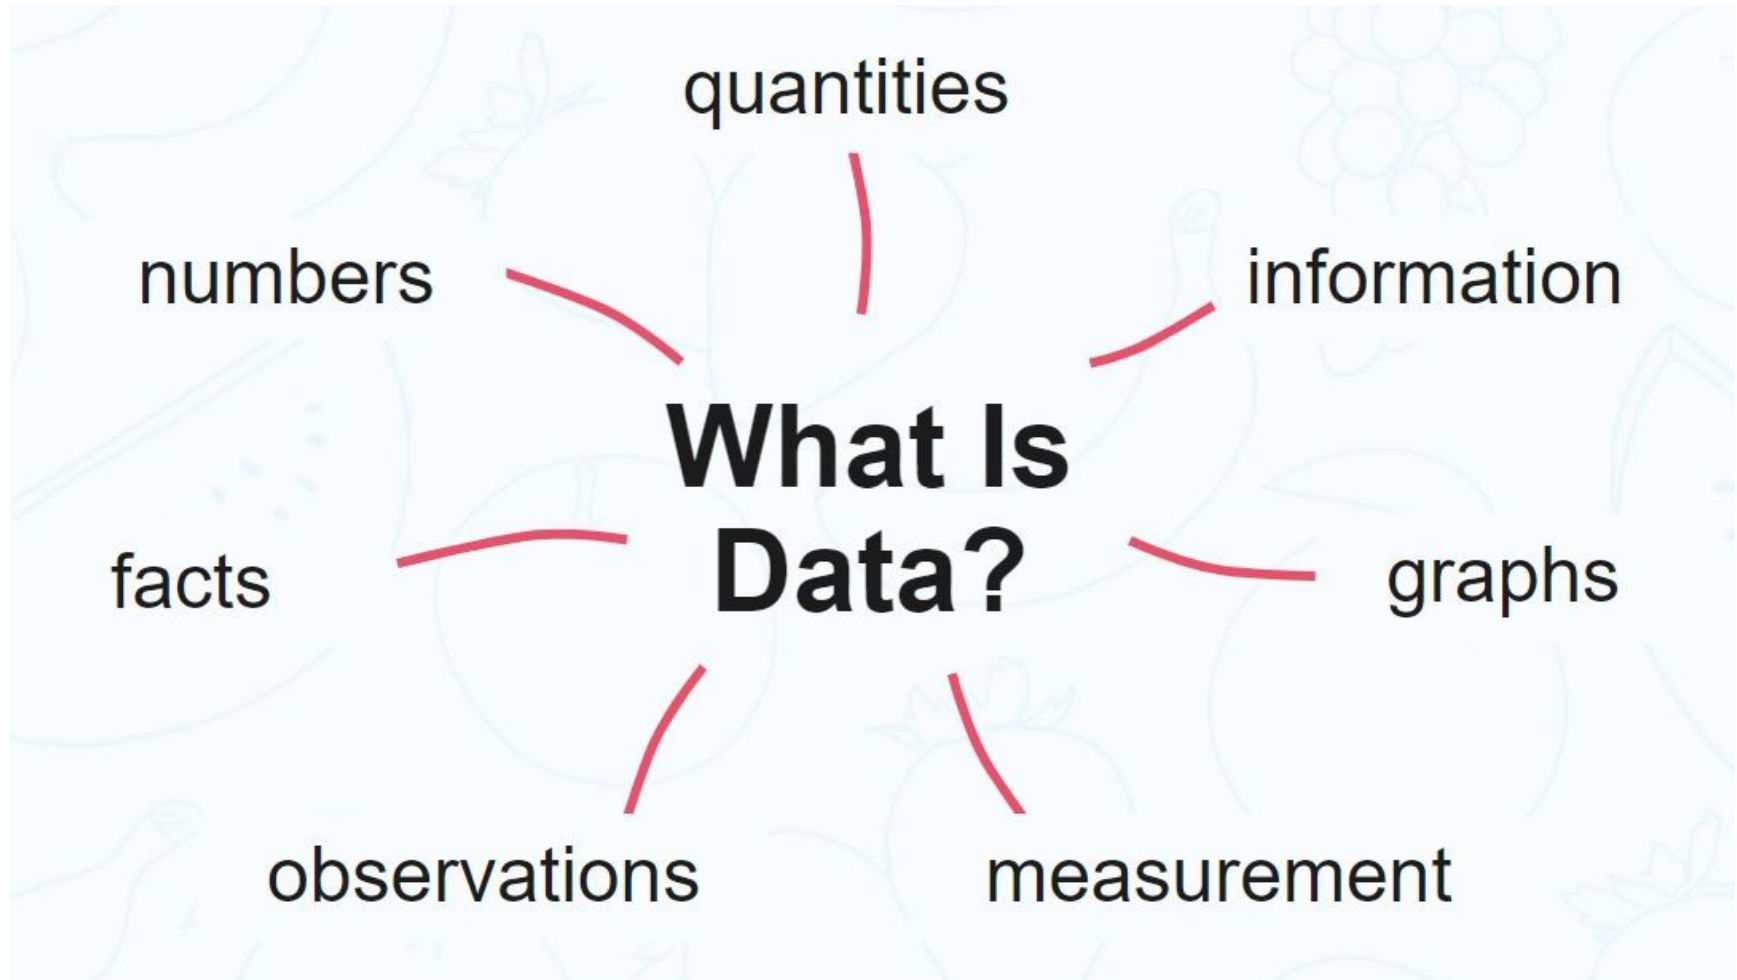 quantities
numbers
information
What Is
Data?
facts
graphs
observations
measurement